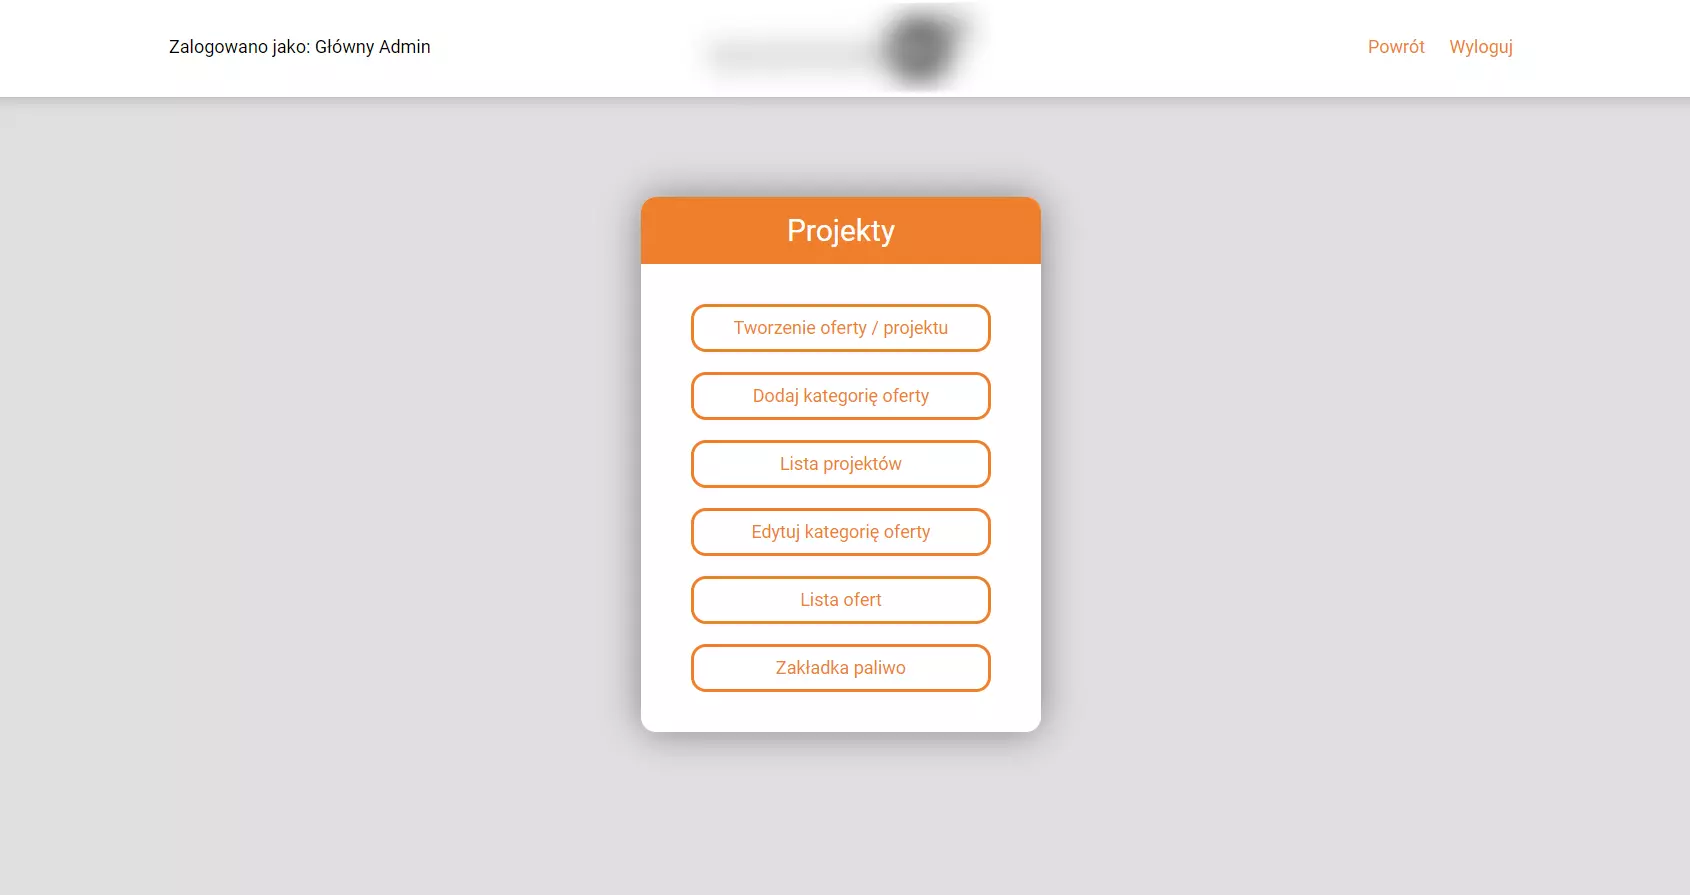 Zalogowano jako: Główny Admin
Powrót
Wyloguj
Projekty
Tworzenie oferty / projektu
Dodaj kategorię oferty
Lista projektów
Edytuj kategorię oferty
Lista ofert
Zakładka paliwo